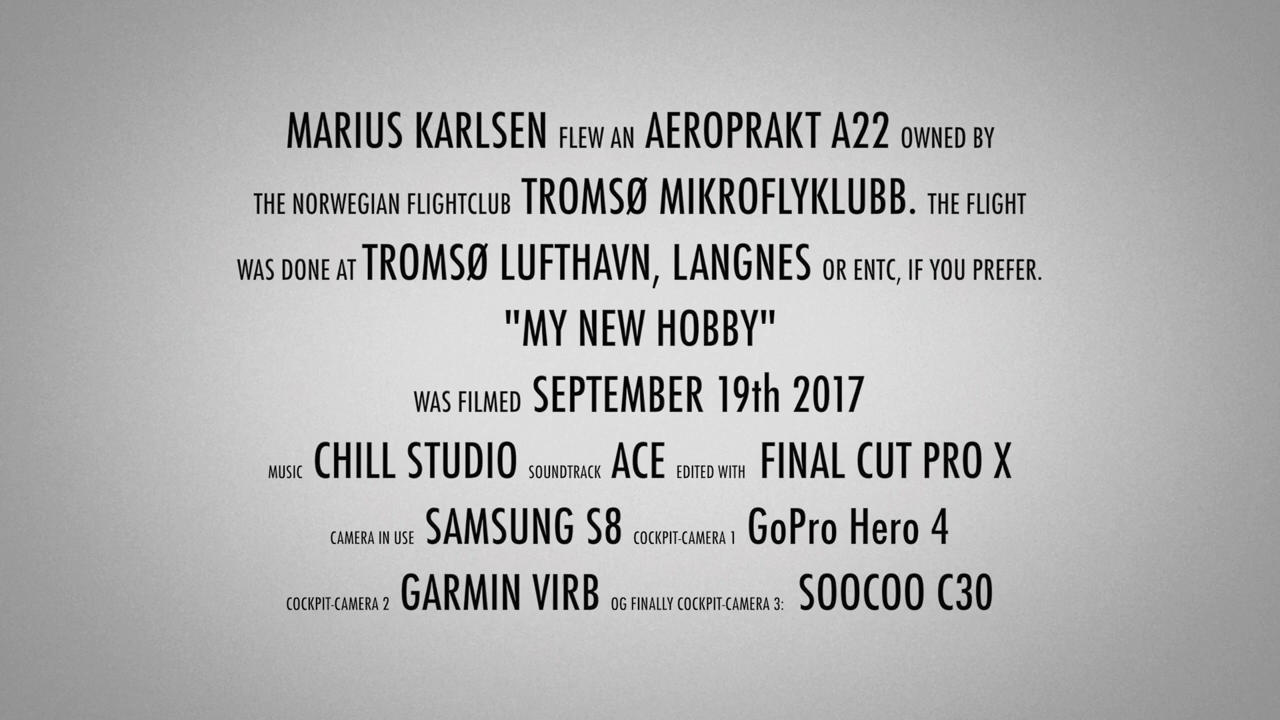 MARIUS KARLSEN FLEW AN AEROPRAKT A22 OWNED BY
THE NORWEGIAN FLIGHTCLUB TROMSØ MIKROFLYKLUBB. THE FLIGHT
WAS DONE AT TROMSØ LUFTHAVN, LANGNES OR ENTC, IF YOU PREFER.
"MY NEW HOBBY"
WAS FILMED SEPTEMBER 19th 2017
MUSIC CHILL STUDIO SOUNDTRACK ACE EDITED WITH FINAL CUT PRO X
CAMERA IN USE SAMSUNG S8 COCKPIT-CAMERA 1 GoPro Hero 4
COCKPIT-CAMERA 2 GARMIN VIRB OG FINALLY COCKPIT-CAMERA 3: SOOCOO C30